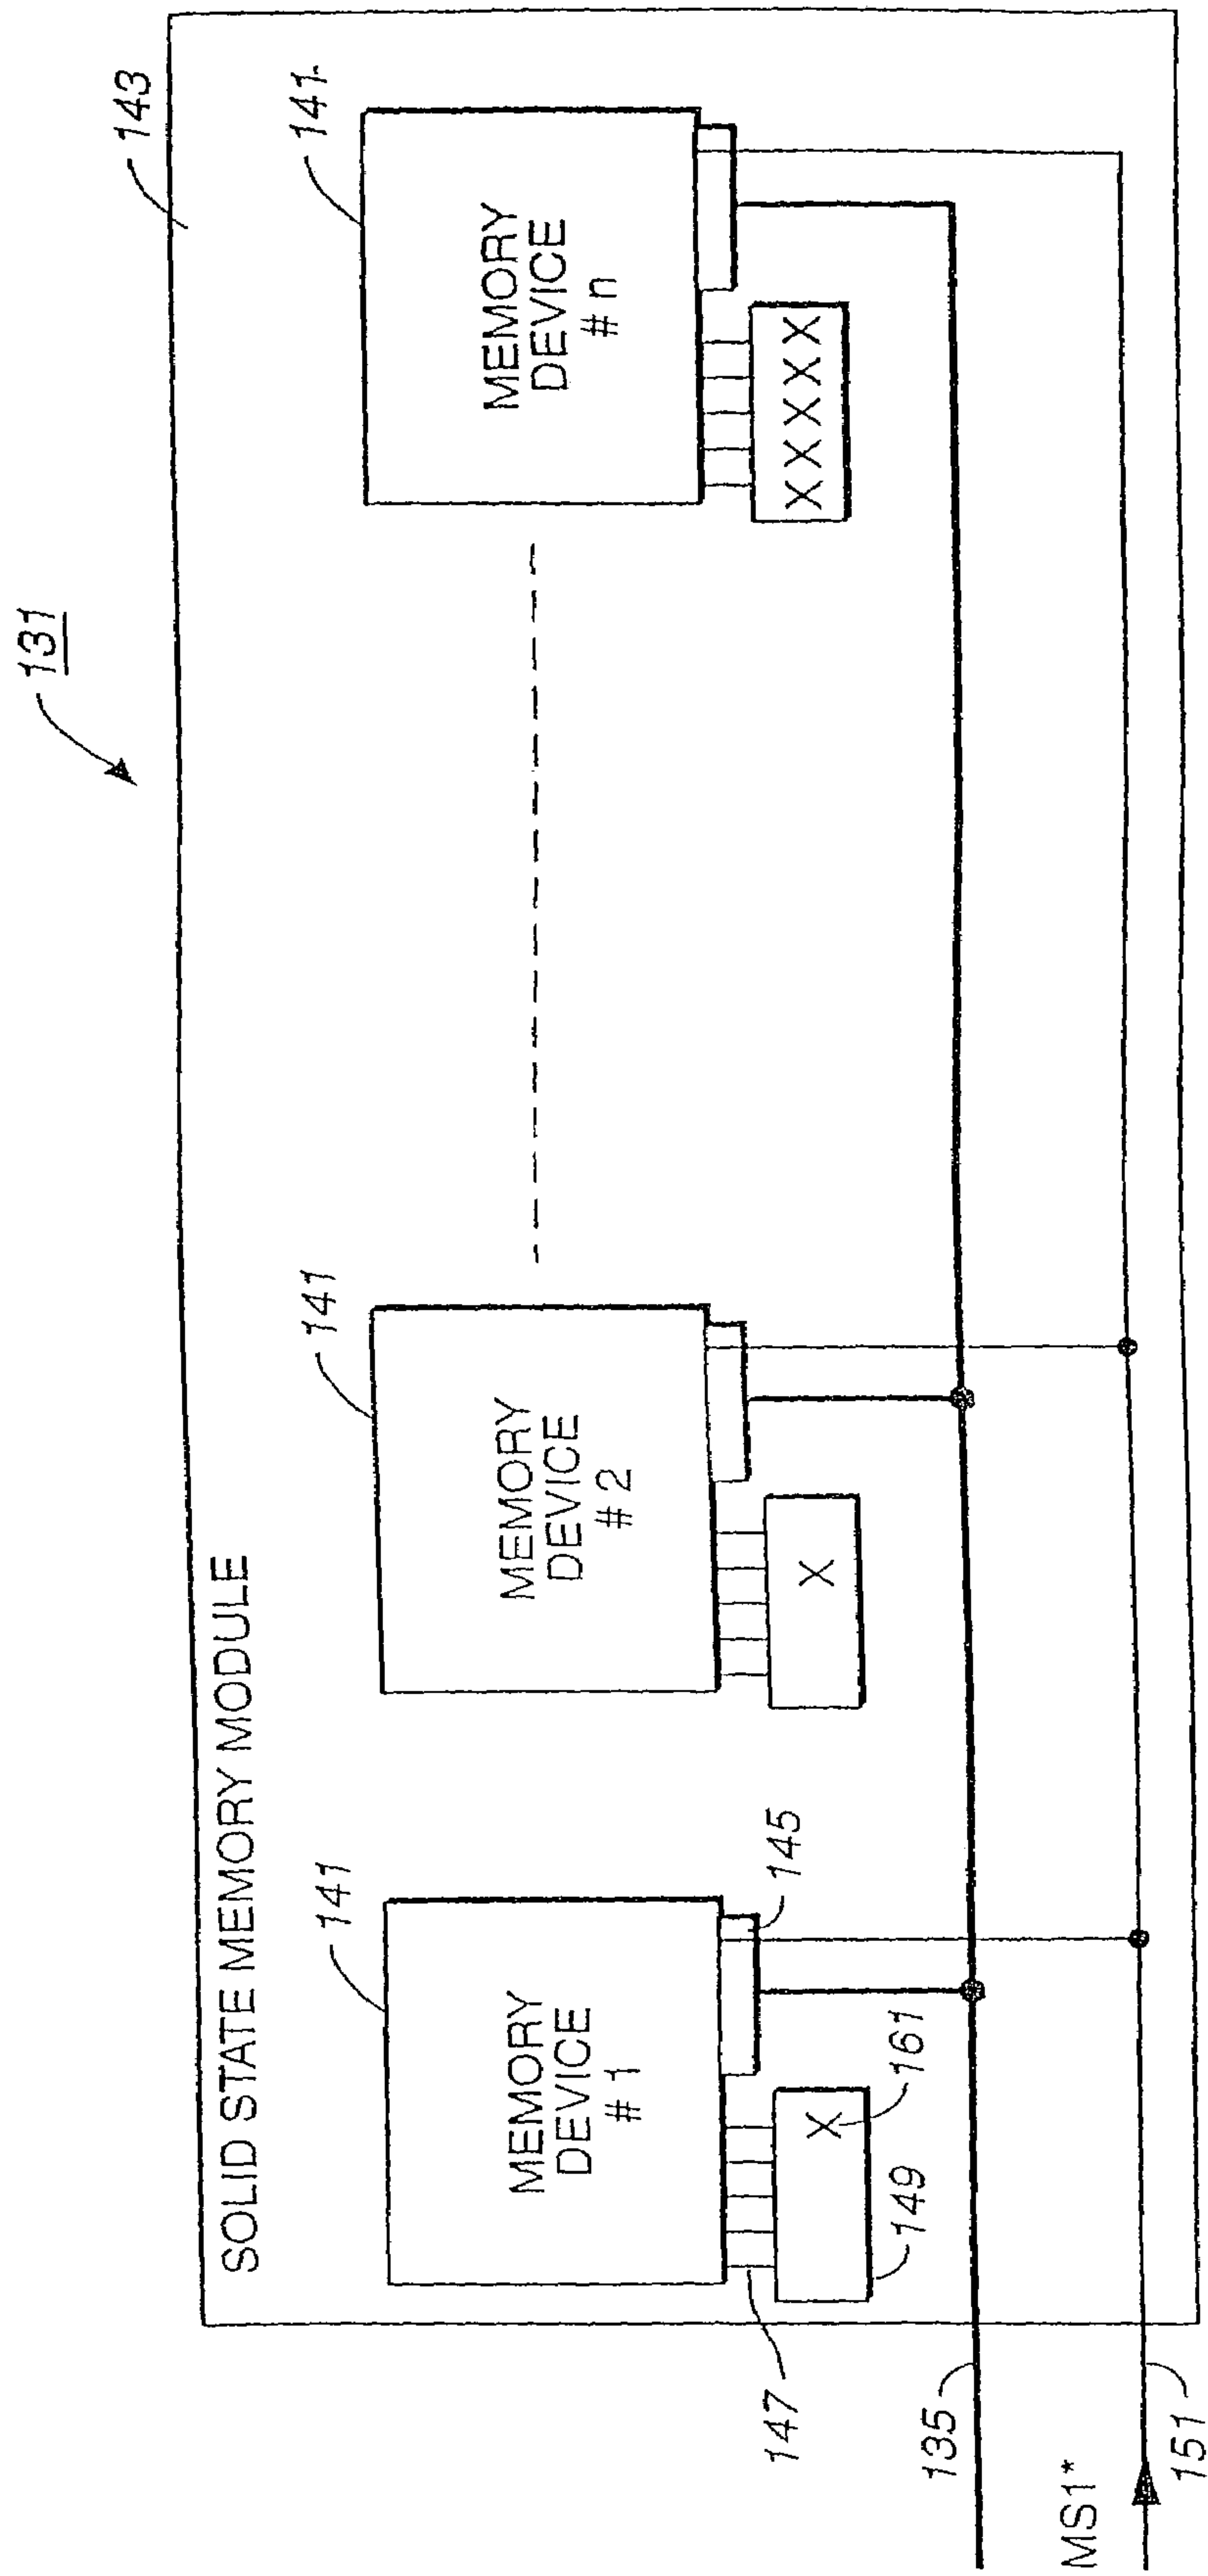 131
143
SOLID STATE MEMORY MODULE
141
141
141
MEMORY
DEVICE
# 1
MEMORY
DEVICE
# 2
MEMORY
DEVICE
# n
145
147
X
161
149
X
XXXXX
135
MS1*
151